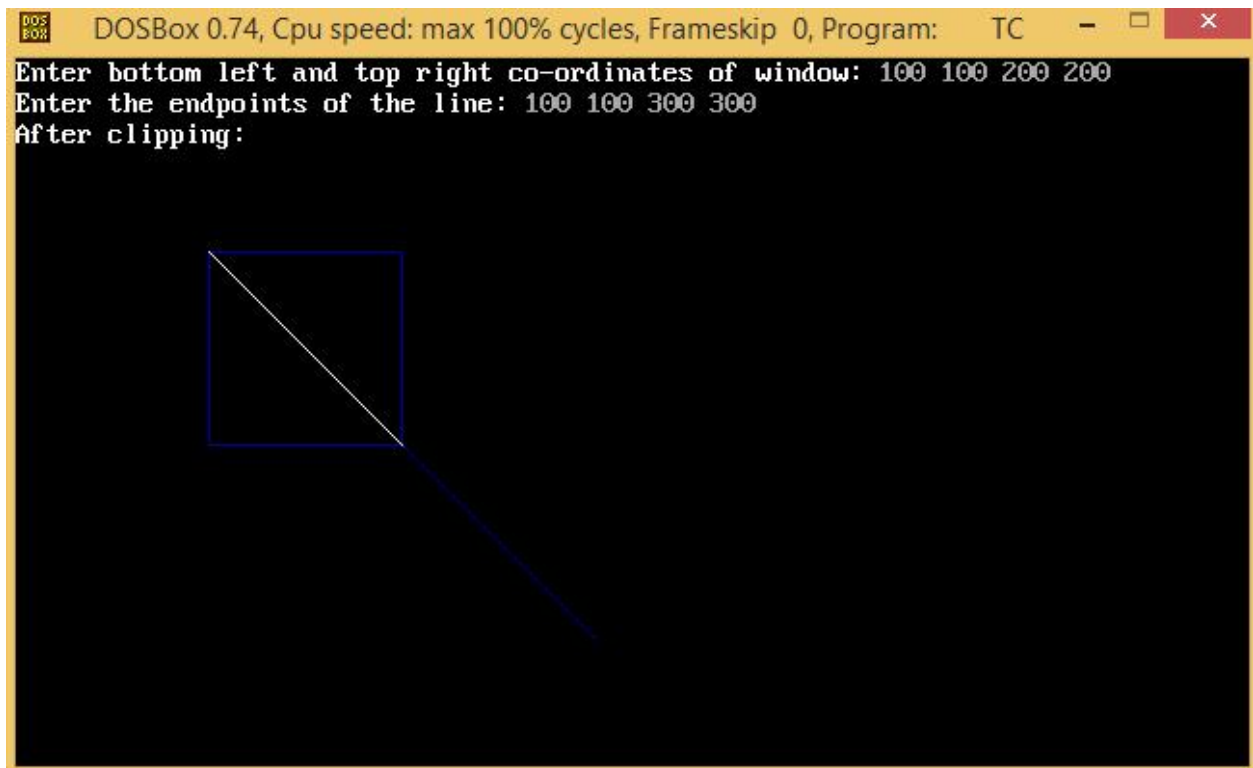 DOS BOX
DOSBox 0.74, Cpu speed: max 100% cycles, Frameskip 0, Program: TC
Enter bottom left and top right co-ordinates of window: 100 100 200 200
Enter the endpoints of the line: 100 100 300 300
After clipping: